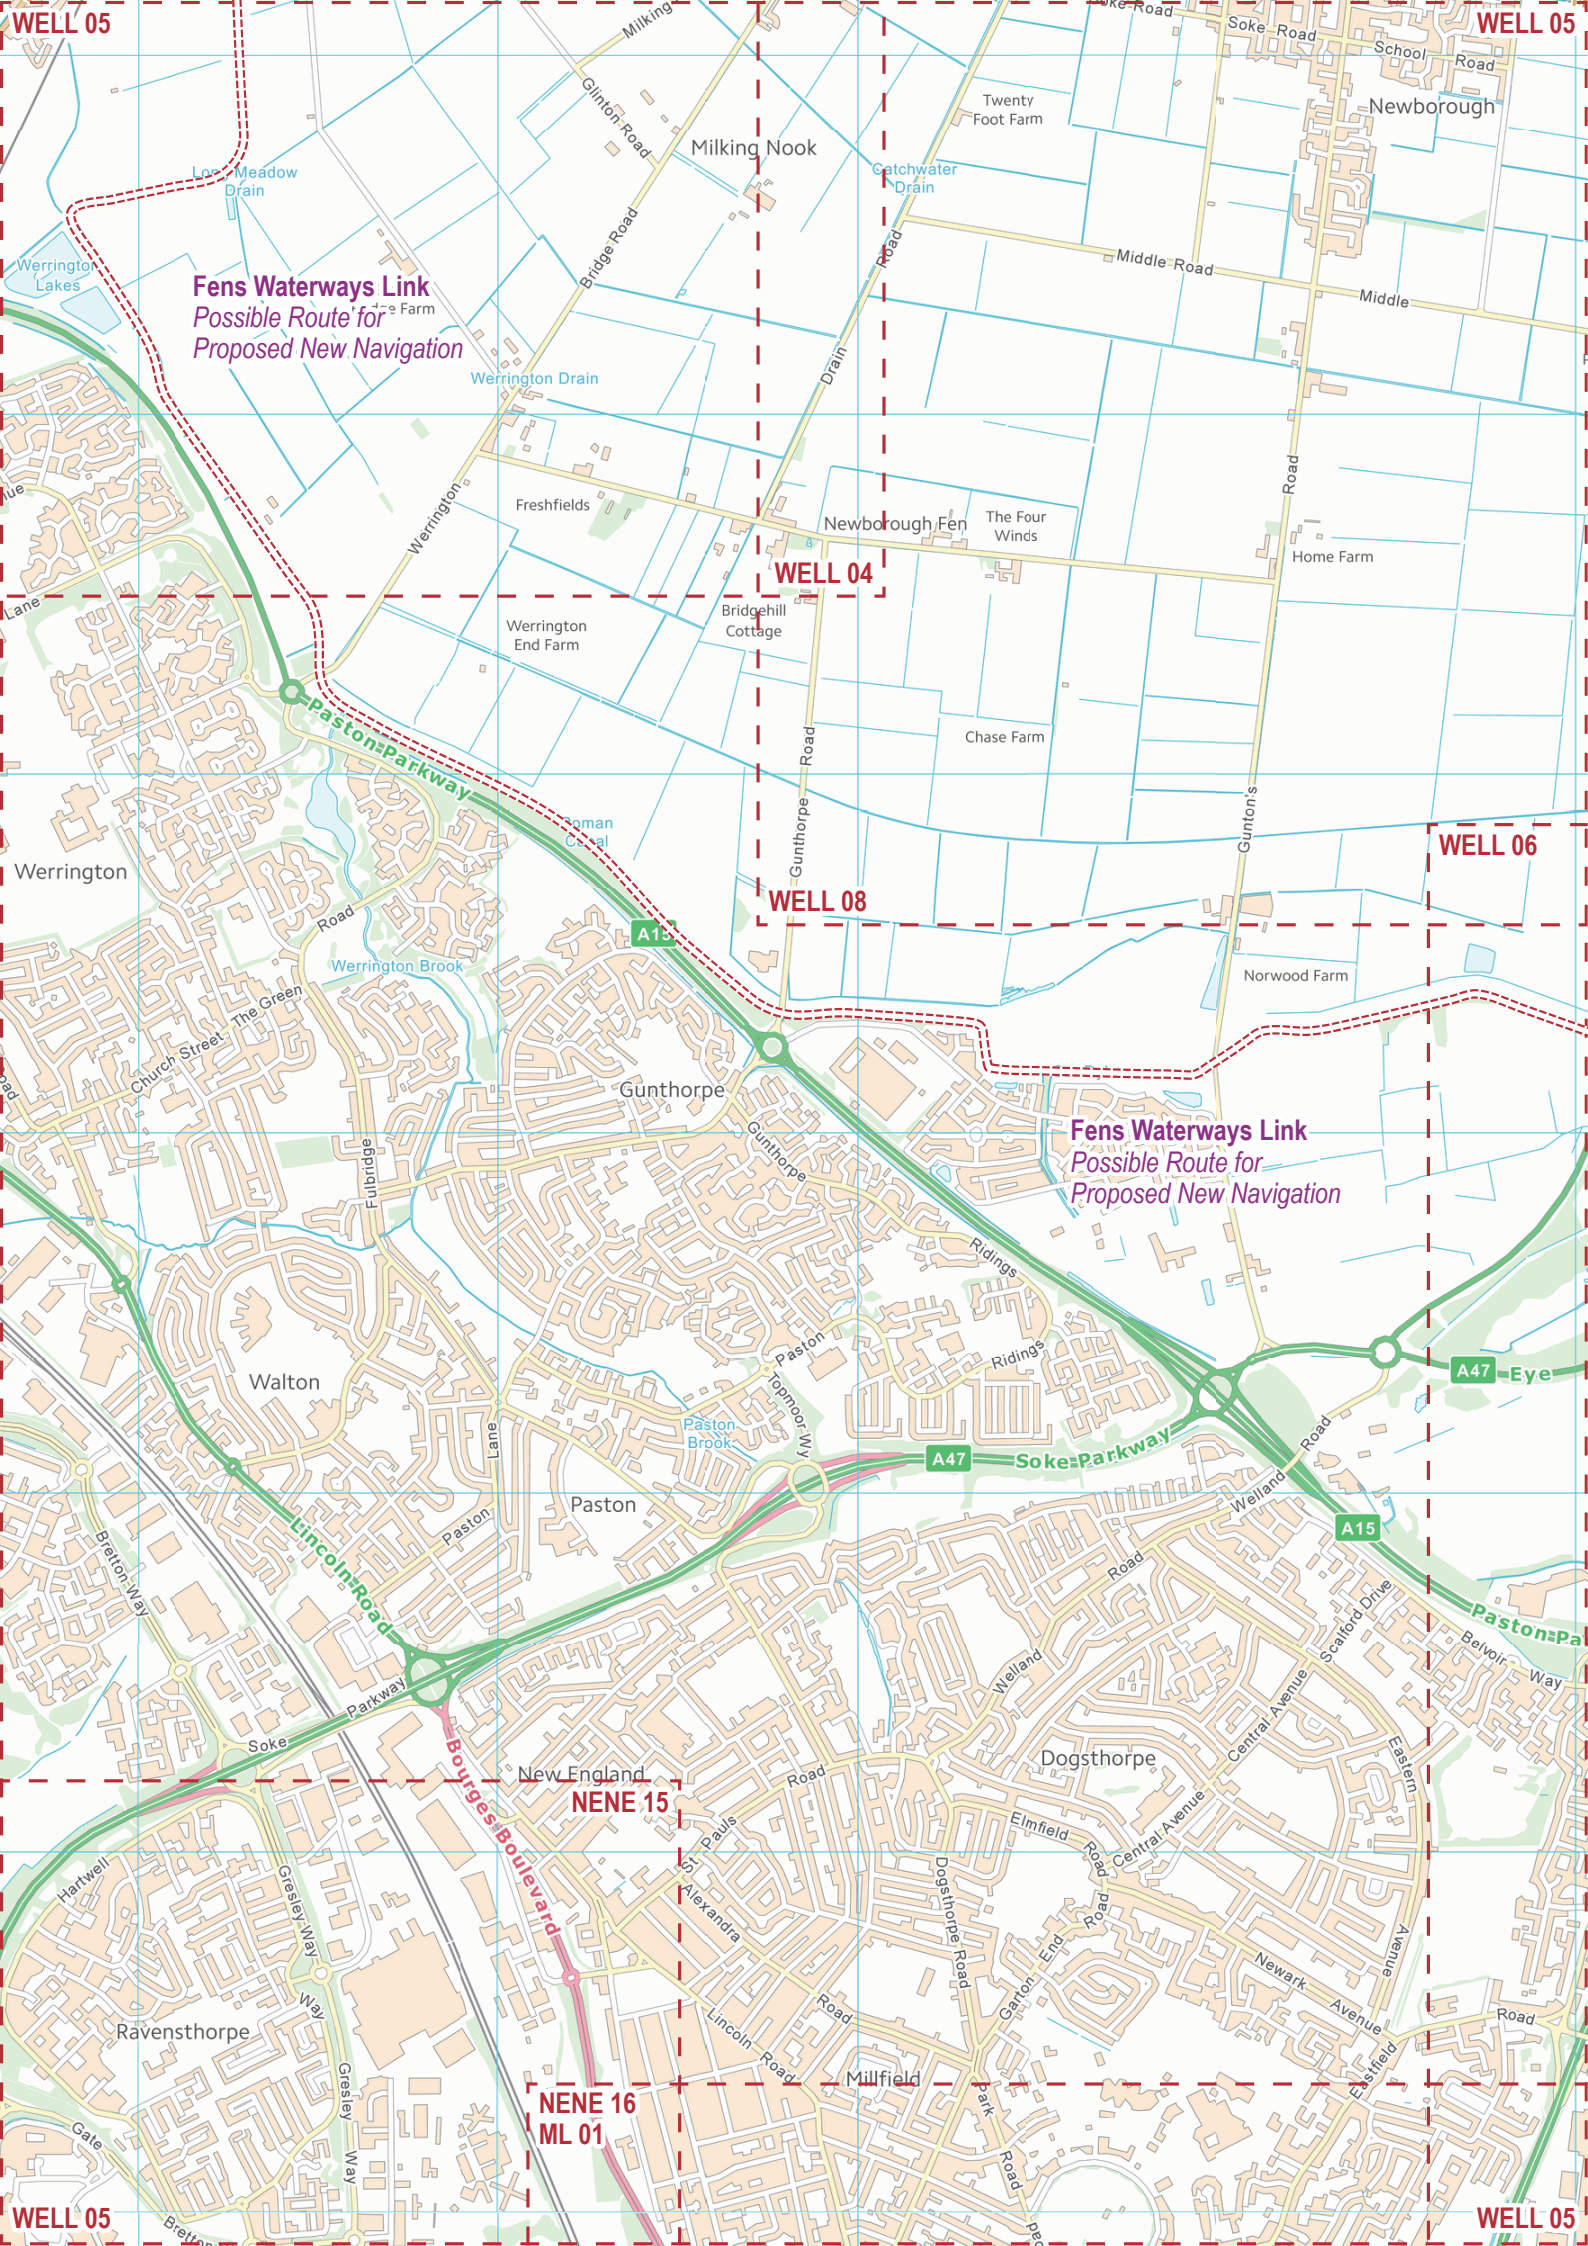 WELL 05
WELL 05
Milking
Soke Road
Soke Road
School Road
Glinton Road
Milking Nook
Twenty
Foot Farm
Newborough
Catchwater
Drain
Meadow
Drain
Bridge Road
Road
Middle Road
Middle
Werrington
Lakes
Fens Waterways Link
Possible Route for
Proposed New Navigation
Farm
Werrington Drain
Drain
Road
Werrington
Freshfields
Newborough Fen
The Four
Winds
Home Farm
WELL 04
Lane
Bridgehill
Cottage
Werrington
End Farm
Paston Parkway
Chase Farm
Gunthorpe Road
Gunton's
Roman
Canal
WELL 06
Werrington
WELL 08
Road
A15
Werrington Brook
Norwood Farm
Church Street
The Green
Gunthorpe
Fens Waterways Link
Possible Route for
Proposed New Navigation
Fulbridge
Gunthorpe
Ridings
Paston
Ridings
Walton
Topmoor Wy
A47
Eye
Lane
Paston
Brook
A47
Soke Parkway
Road
Welland
Paston
Paston
Lincoln Road
Bretton Way
A15
Road
Scalford Drive
Paston Pa
Belvoir Way
Welland
Central Avenue
Parkway
Soke
Bourges Boulevard
Dogsthorpe
Eastern
New England
NENE 15
Road
St. Pauls
Elmfield
Road
Central Avenue
Hartwell
Gresley Way
Alexandra
Dogsthorpe Road
Road
Garton End
Newark
Avenue
Avenue
Way
Ravensthorpe
Road
Lincoln Road
Road
Eastfield
Millfield
NENE 16
ML 01
Park
Road
Gresley
Way
Gate
WELL 05
WELL 05